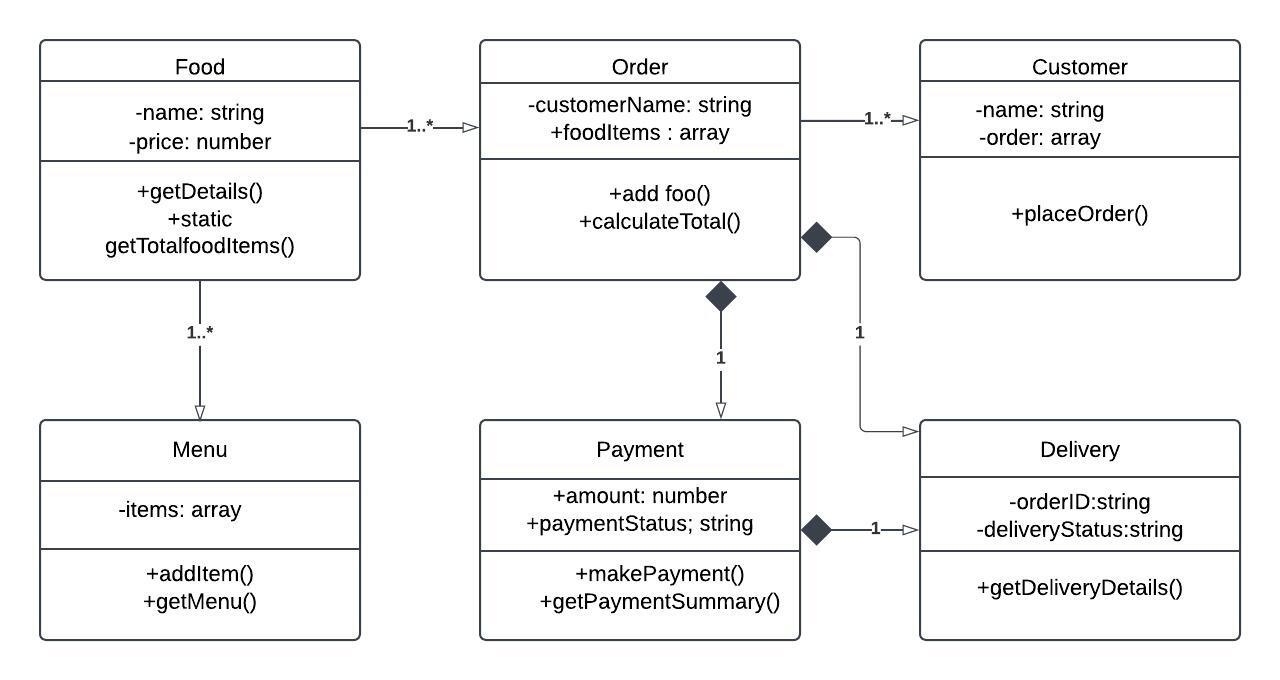 Food
-name: string
-price: number
+getDetails()
+static
getTotalfoodItems()
1..*
Order
-customerName: string
+foodItems : array
+add foo()
+calculateTotal()
1..*
Customer
-name: string
-order: array
+placeOrder()
1..*
1
1
Menu
-items: array
+addItem()
+getMenu()
Payment
+amount: number
+paymentStatus; string
+makePayment()
+getPaymentSummary()
1
Delivery
-orderID:string
-deliveryStatus:string
+getDeliveryDetails()